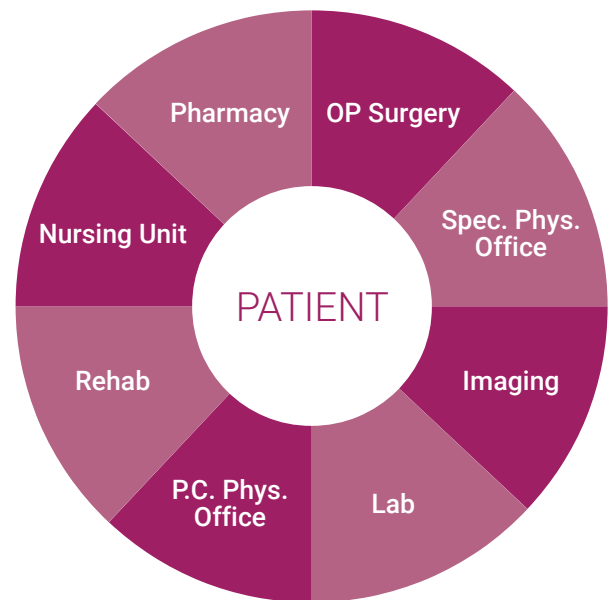 Pharmacy
OP Surgery
Nursing Unit
Spec. Phys.
Office
PATIENT
Rehab
Imaging
P.C. Phys.
Office
Lab